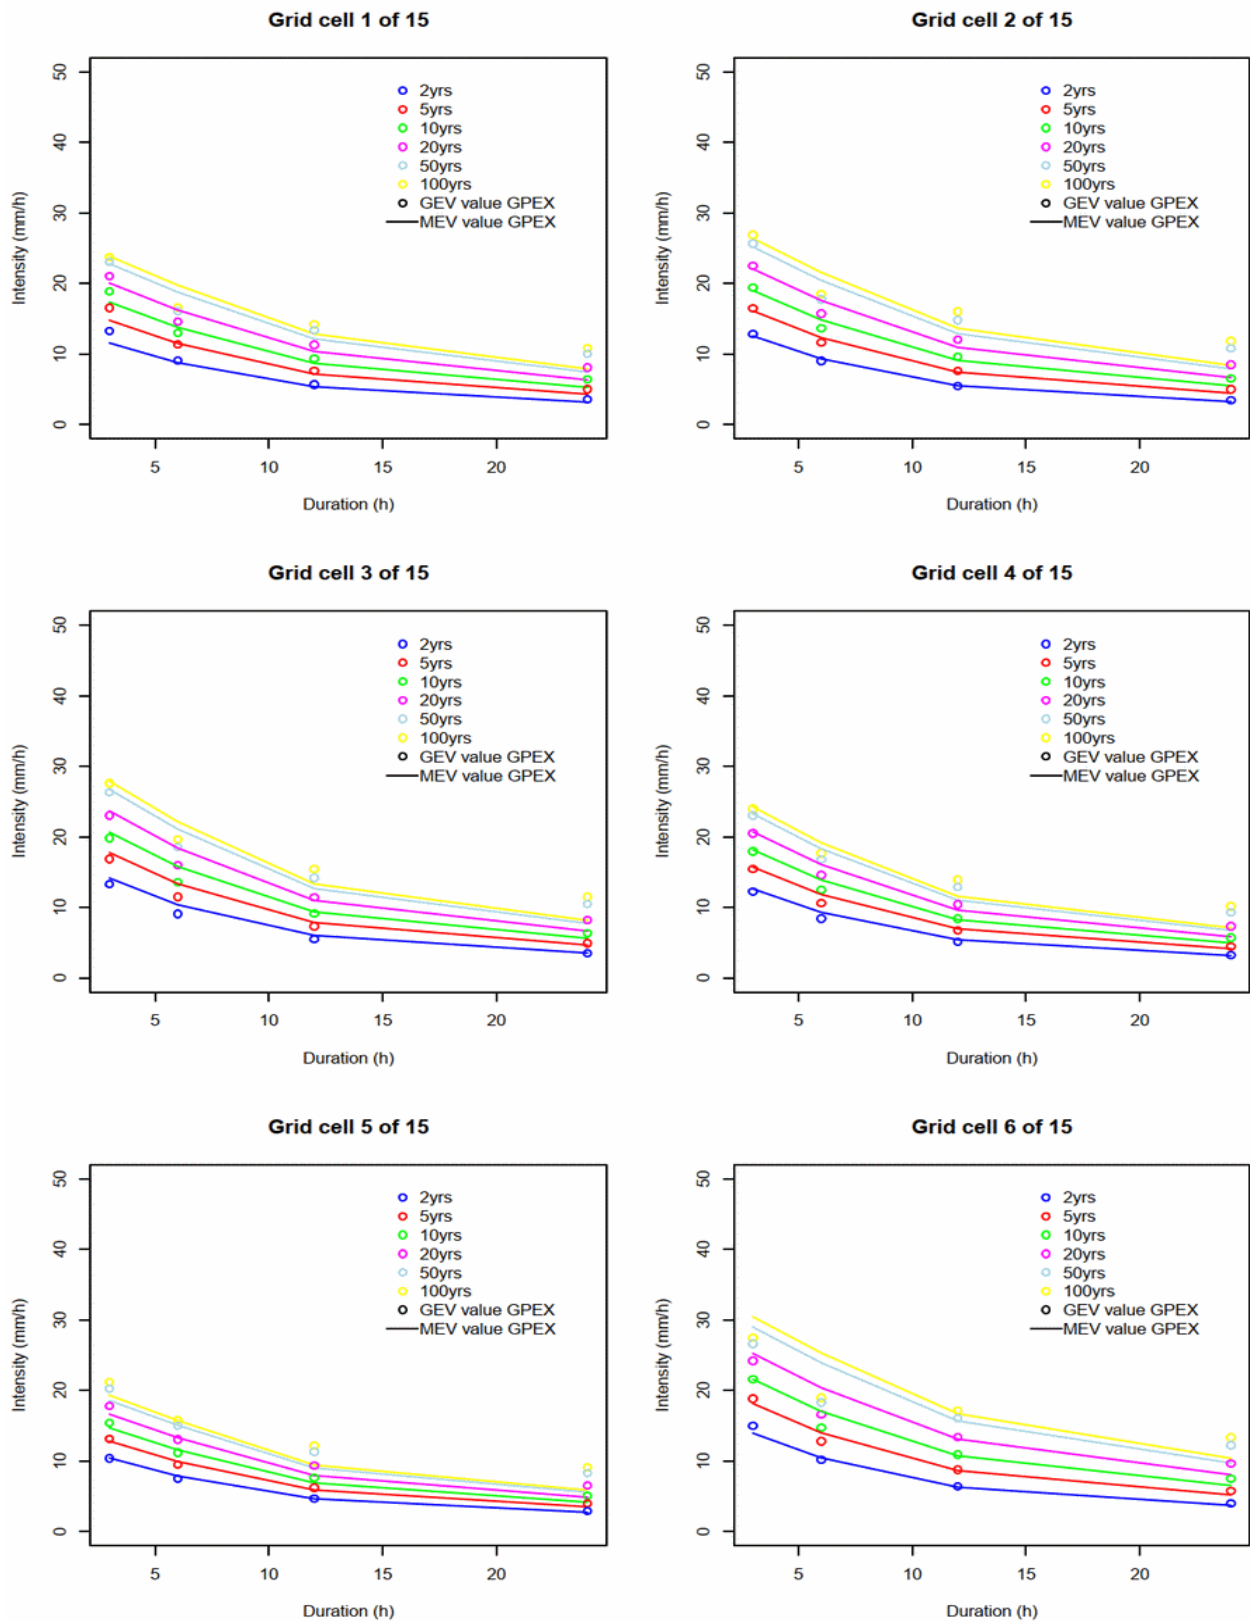 Grid cell 1 of 15
50
40
30
20
10
0
Intensity (mm/h)
2yrs
5yrs
10yrs
20yrs
50yrs
100yrs
GEV value GPEX
MEV value GPEX
5 10 15 20
Duration (h)
Grid cell 2 of 15
50
40
30
20
10
0
Intensity (mm/h)
2yrs
5yrs
10yrs
20yrs
50yrs
100yrs
GEV value GPEX
MEV value GPEX
5 10 15 20
Duration (h)
Grid cell 3 of 15
50
40
30
20
10
0
Intensity (mm/h)
2yrs
5yrs
10yrs
20yrs
50yrs
100yrs
GEV value GPEX
MEV value GPEX
5 10 15 20
Duration (h)
Grid cell 4 of 15
50
40
30
20
10
0
Intensity (mm/h)
2yrs
5yrs
10yrs
20yrs
50yrs
100yrs
GEV value GPEX
MEV value GPEX
5 10 15 20
Duration (h)
Grid cell 5 of 15
50
40
30
20
10
0
Intensity (mm/h)
2yrs
5yrs
10yrs
20yrs
50yrs
100yrs
GEV value GPEX
MEV value GPEX
5 10 15 20
Duration (h)
Grid cell 6 of 15
50
40
30
20
10
0
Intensity (mm/h)
2yrs
5yrs
10yrs
20yrs
50yrs
100yrs
GEV value GPEX
MEV value GPEX
5 10 15 20
Duration (h)